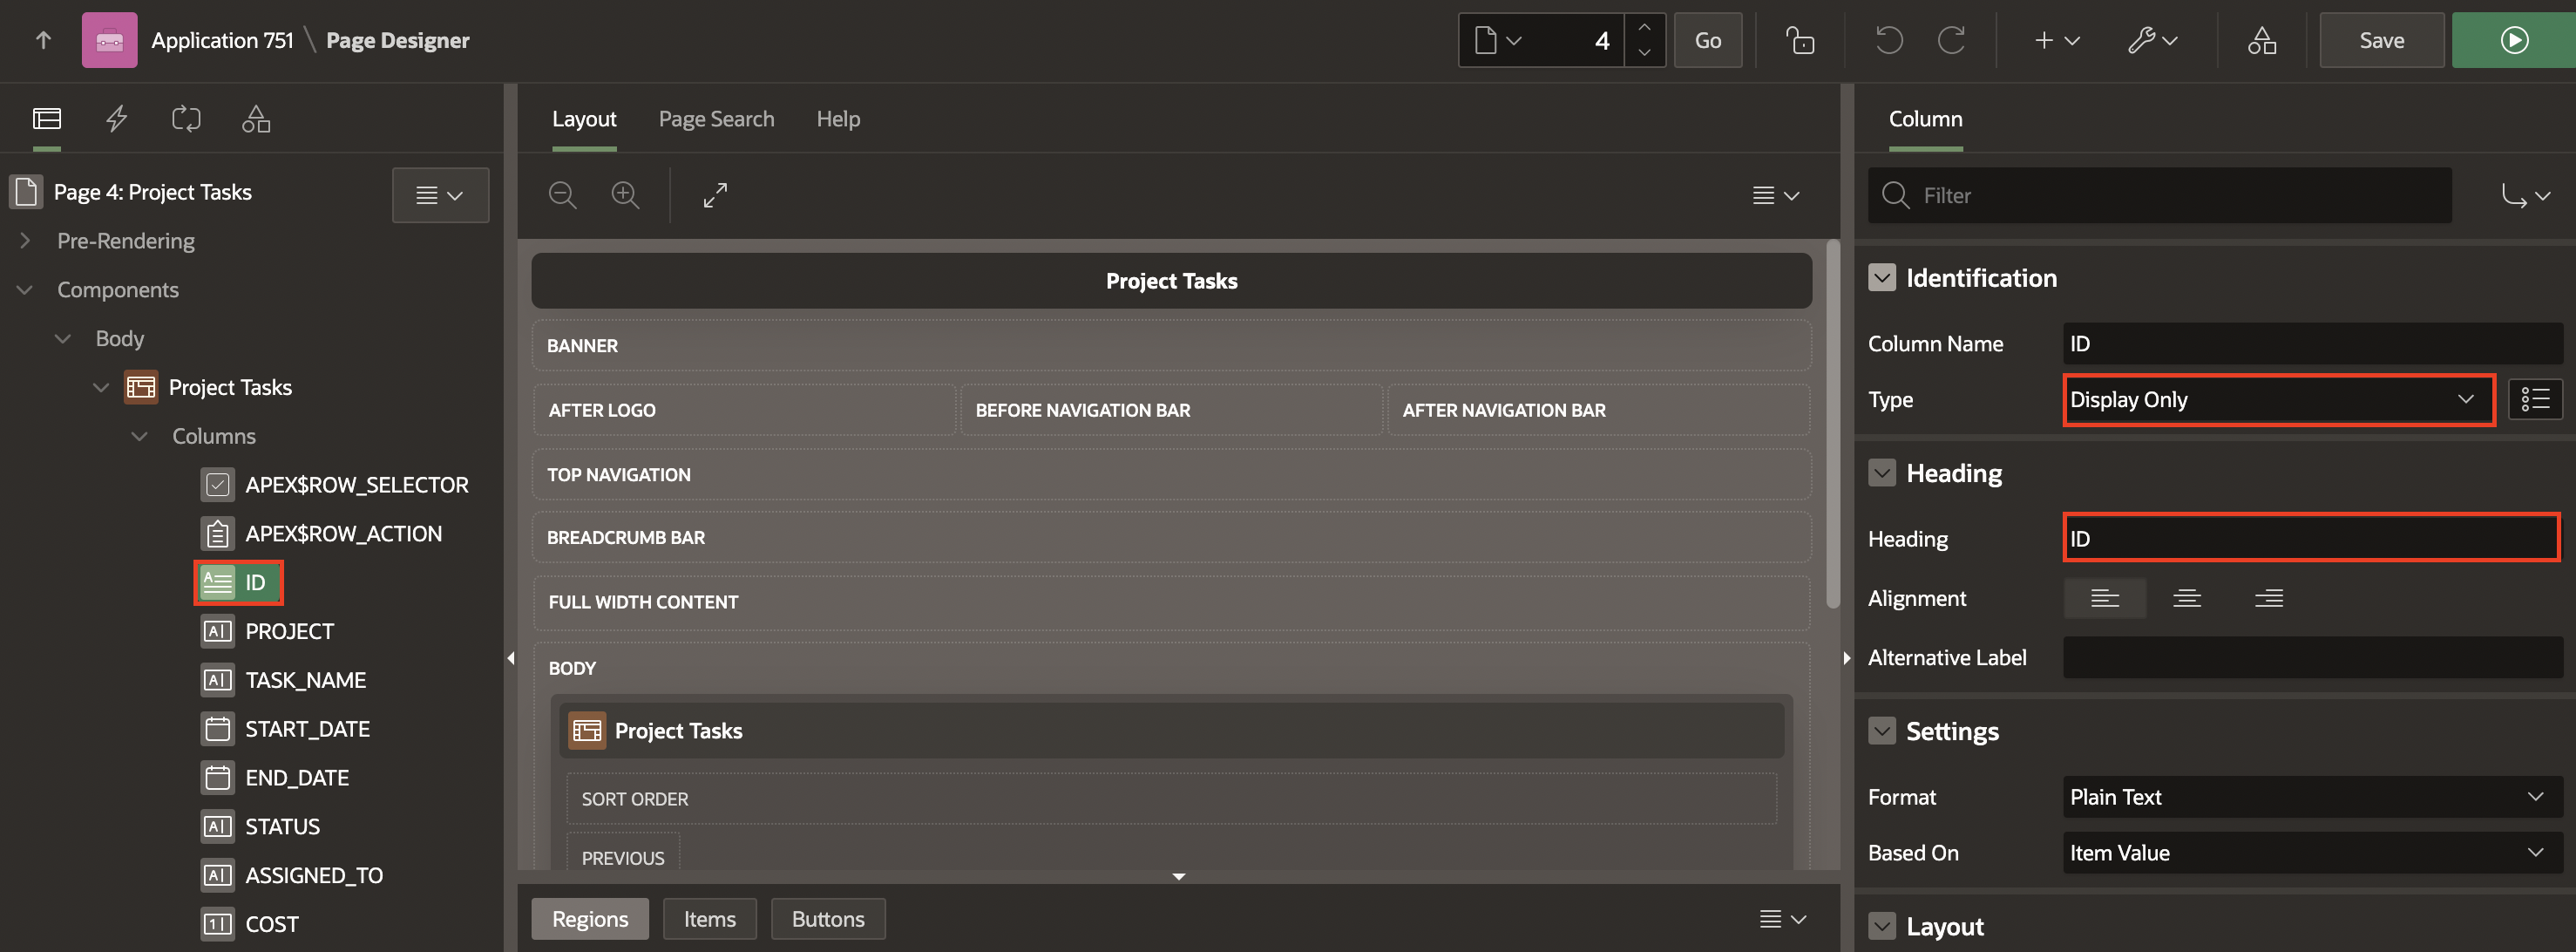 Application 751 \ Page Designer
4
Go
Save
Page 4: Project Tasks
Pre-Rendering
Components
Body
Project Tasks
Columns
APEX$ROW_SELECTOR
APEX$ROW_ACTION
ID
PROJECT
TASK_NAME
START_DATE
END_DATE
STATUS
ASSIGNED_TO
COST
Layout
Page Search
Help
Project Tasks
BANNER
AFTER LOGO
BEFORE NAVIGATION BAR
AFTER NAVIGATION BAR
TOP NAVIGATION
BREADCRUMB BAR
FULL WIDTH CONTENT
BODY
Project Tasks
SORT ORDER
PREVIOUS
Regions
Items
Buttons
Column
Filter
Identification
Column Name
ID
Type
Display Only
Heading
Heading
ID
Alignment
Alternative Label
Settings
Format
Plain Text
Based On
Item Value
Layout